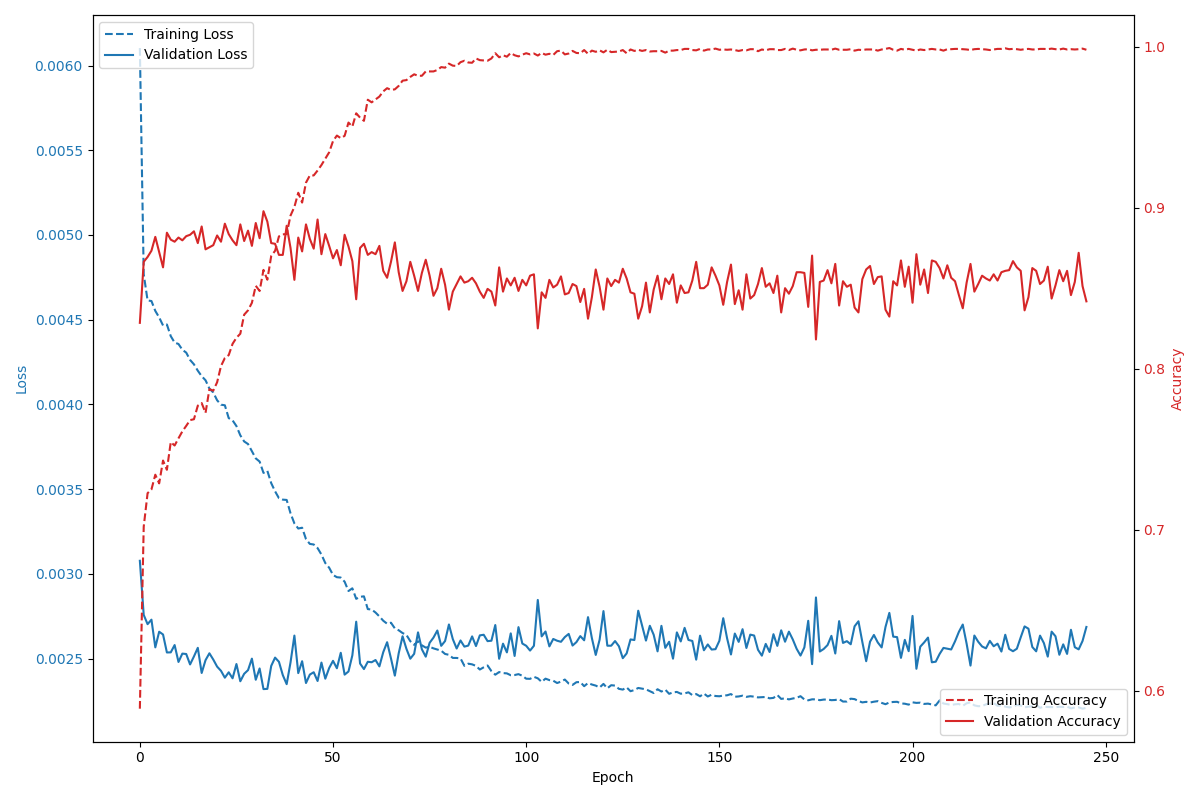 Training Loss
Validation Loss
0.0060
0.0055
0.0050
0.0045
0.0040
0.0035
0.0030
0.0025
Loss
1.0
0.9
0.8
0.7
0.6
Accuracy
Training Accuracy
Validation Accuracy
0
50
100
150
200
250
Epoch